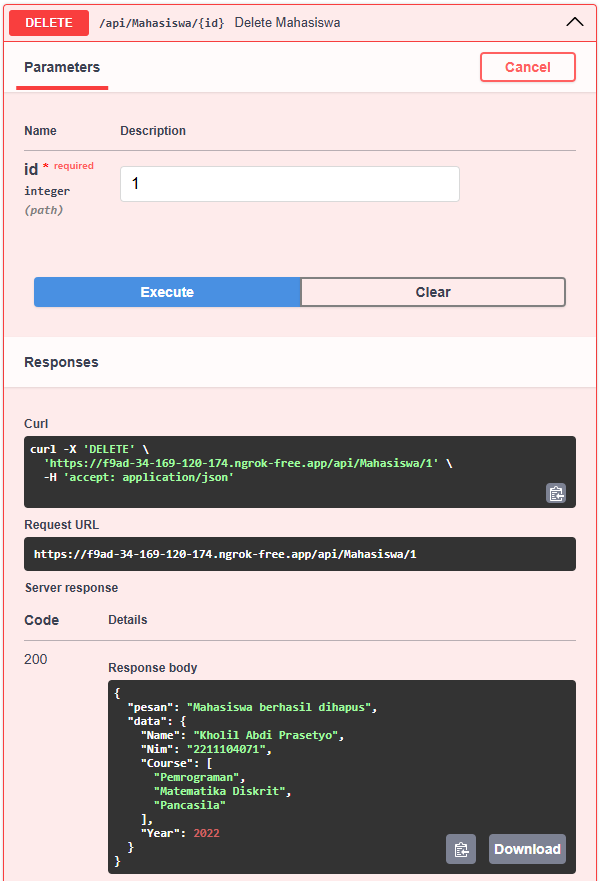 DELETE /api/Mahasiswa/{id} Delete Mahasiswa
Parameters
Cancel
Name Description
id * required
integer
(path)
1
Execute Clear
Responses
Curl
curl -X 'DELETE' \
  'https://f9ad-34-169-120-174.ngrok-free.app/api/Mahasiswa/1' \
  -H 'accept: application/json'
Request URL
https://f9ad-34-169-120-174.ngrok-free.app/api/Mahasiswa/1
Server response
Code Details
200
Response body
{
  "pesan": "Mahasiswa berhasil dihapus",
  "data": {
    "Name": "Kholil Abdi Prasetyo",
    "Nim": "2211104071",
    "Course": [
      "Pemrograman",
      "Matematika Diskrit",
      "Pancasila"
    ],
    "Year": 2022
  }
}
Download